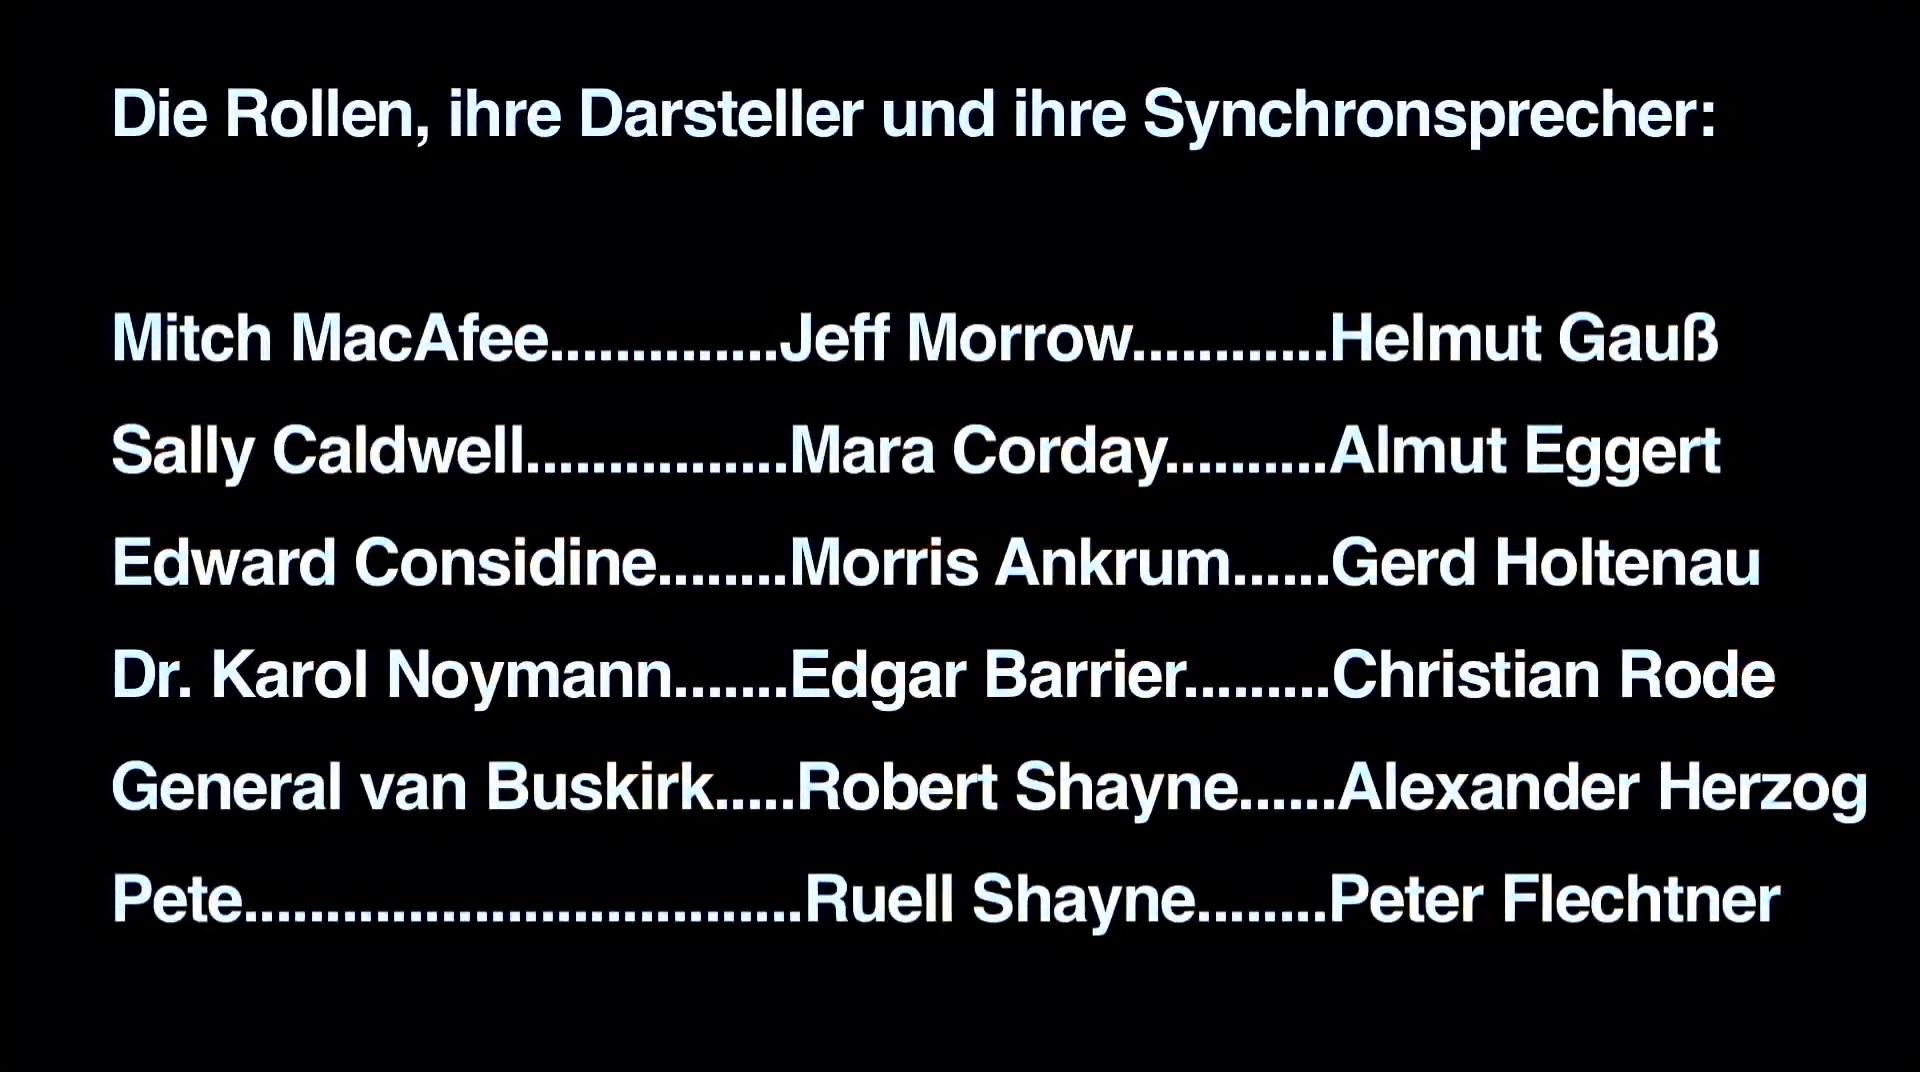 Die Rollen, ihre Darsteller und ihre Synchronsprecher:
Mitch MacAfee..............Jeff Morrow............Helmut Gauß
Sally Caldwell................Mara Corday..........Almut Eggert
Edward Considine........Morris Ankrum......Gerd Holtenau
Dr. Karol Noymann.......Edgar Barrier.........Christian Rode
General van Buskirk.....Robert Shayne......Alexander Herzog
Pete..................................Ruell Shayne........Peter Flechtner